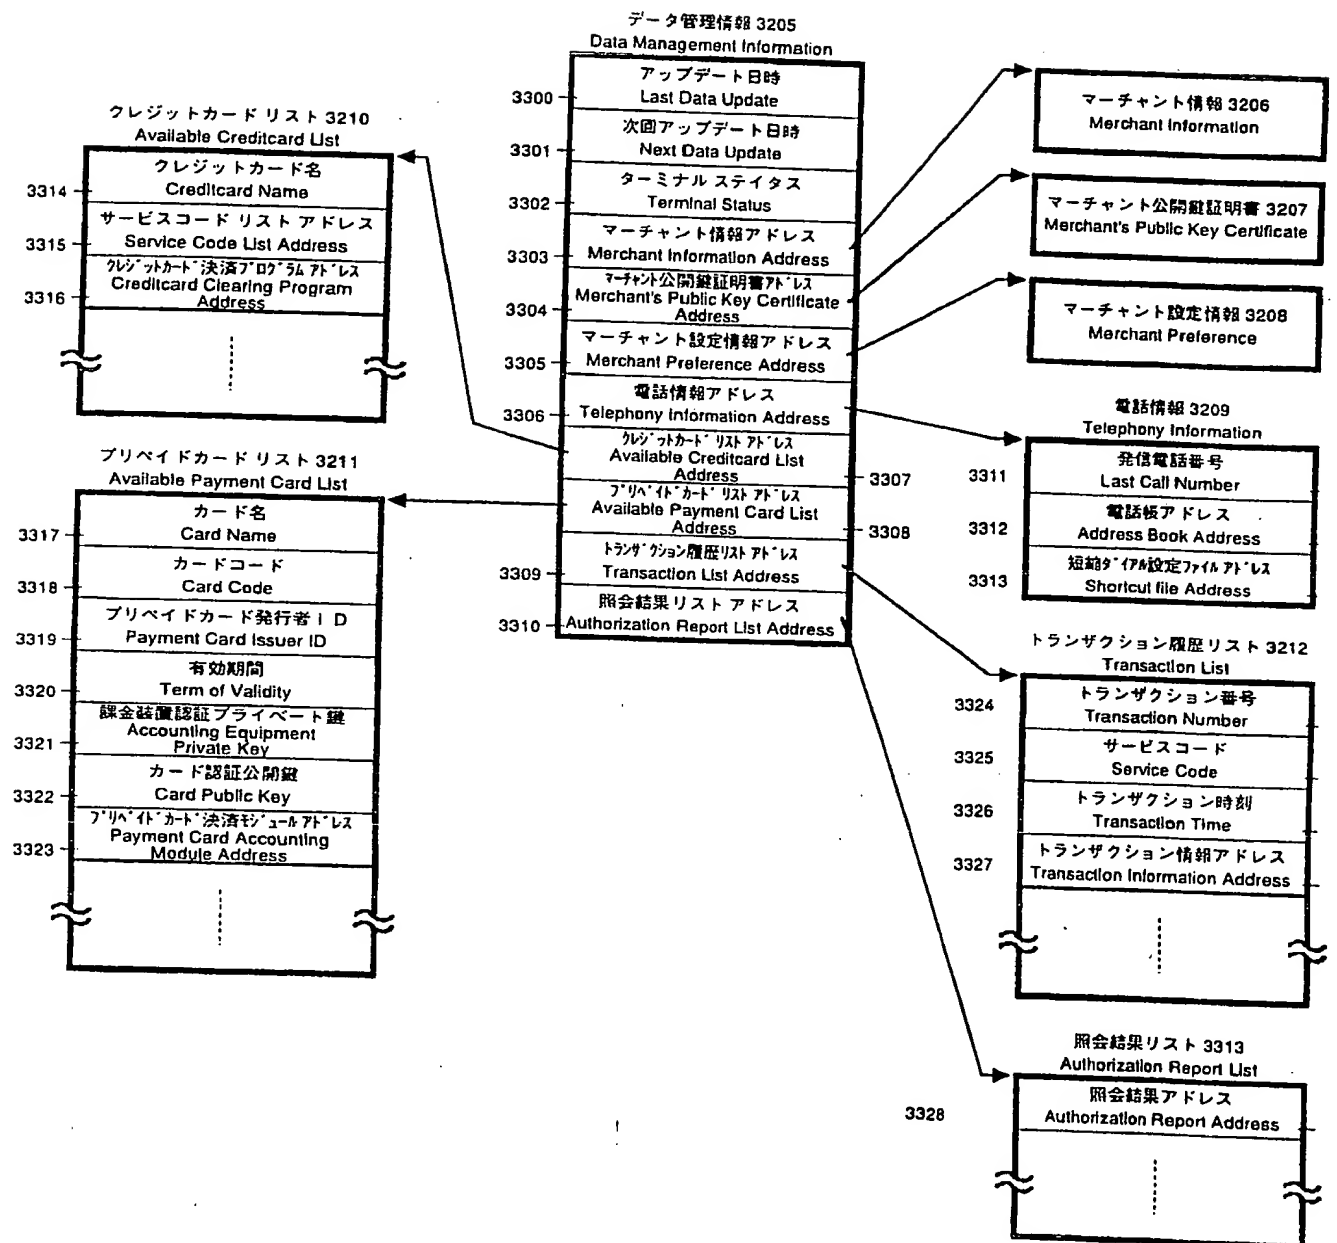 データ管理情報 3205
Data Management Information
3300
アップデート日時
Last Data Update
3301
次回アップデート日時
Next Data Update
3302
ターミナル ステイタス
Terminal Status
3303
マーチャント情報アドレス
Merchant Information Address
3304
マーチャント公開鍵証明書アドレス
Merchant's Public Key Certificate
Address
3305
マーチャント設定情報アドレス
Merchant Preference Address
3306
電話情報アドレス
Telephony Information Address
クレジットカード リスト アドレス
Available Creditcard List
Address
3307
プリペイドカード リスト アドレス
Available Payment Card List
Address
3308
3309
トランザクション履歴リスト アドレス
Transaction List Address
3310
照会結果リスト アドレス
Authorization Report List Address
クレジットカード リスト 3210
Available Creditcard List
3314
クレジットカード名
Creditcard Name
3315
サービスコード リスト アドレス
Service Code List Address
3316
クレジットカード決済プログラム アドレス
Creditcard Clearing Program
Address
プリペイドカード リスト 3211
Available Payment Card List
3317
カード名
Card Name
3318
カードコード
Card Code
3319
プリペイドカード発行者ID
Payment Card Issuer ID
3320
有効期間
Term of Validity
3321
課金装置認証プライベート鍵
Accounting Equipment
Private Key
3322
カード認証公開鍵
Card Public Key
3323
プリペイドカード決済モジュール アドレス
Payment Card Accounting
Module Address
マーチャント情報 3206
Merchant Information
マーチャント公開鍵証明書 3207
Merchant's Public Key Certificate
マーチャント設定情報 3208
Merchant Preference
電話情報 3209
Telephony Information
3311
発信電話番号
Last Call Number
3312
電話帳アドレス
Address Book Address
3313
短縮ダイアル設定ファイル アドレス
Shortcut file Address
トランザクション履歴リスト 3212
Transaction List
3324
トランザクション番号
Transaction Number
3325
サービスコード
Service Code
3326
トランザクション時刻
Transaction Time
3327
トランザクション情報アドレス
Transaction Information Address
照会結果リスト 3313
Authorization Report List
3328
照会結果アドレス
Authorization Report Address